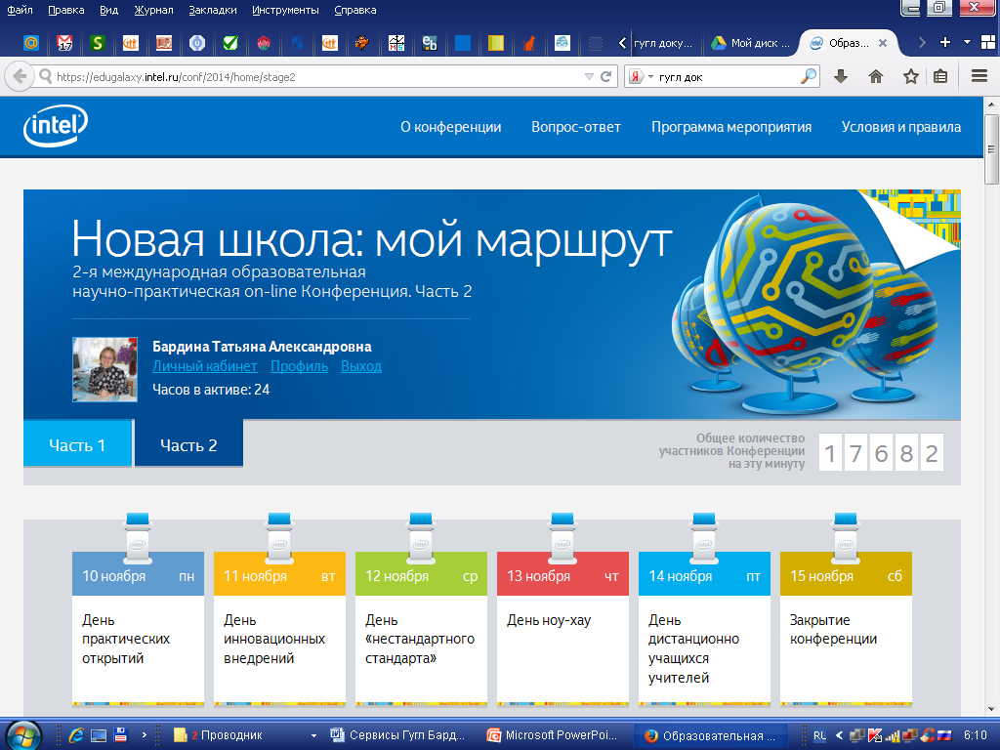 Файл Правка Вид Журнал Закладки Инструменты Справка
17 S
гугл доку... Мой диск ... Образ...
https://edugalaxy.intel.ru/conf/2014/home/stage2
Я гугл док
intel О конференции Вопрос-ответ Программа мероприятия Условия и правила
Новая школа: мой маршрут
2-я международная образовательная
научно-практическая on-line Конференция. Часть 2
Бардина Татьяна Александровна
Личный кабинет Профиль Выход
Часов в активе: 24
Часть 1 Часть 2
Общее количество
участников Конференции
на эту минуту
17682
10 ноября пн
День
практических
открытий
11 ноября вт
День
инновационных
внедрений
12 ноября ср
День
«нестандартного
стандарта»
13 ноября чт
День ноу-хау
14 ноября пт
День
дистанционно
учащихся
учителей
15 ноября сб
Закрытие
конференции
2 Проводник Сервисы Гугл Бард... Microsoft PowerPoi... Образовательная ... RL 6:10